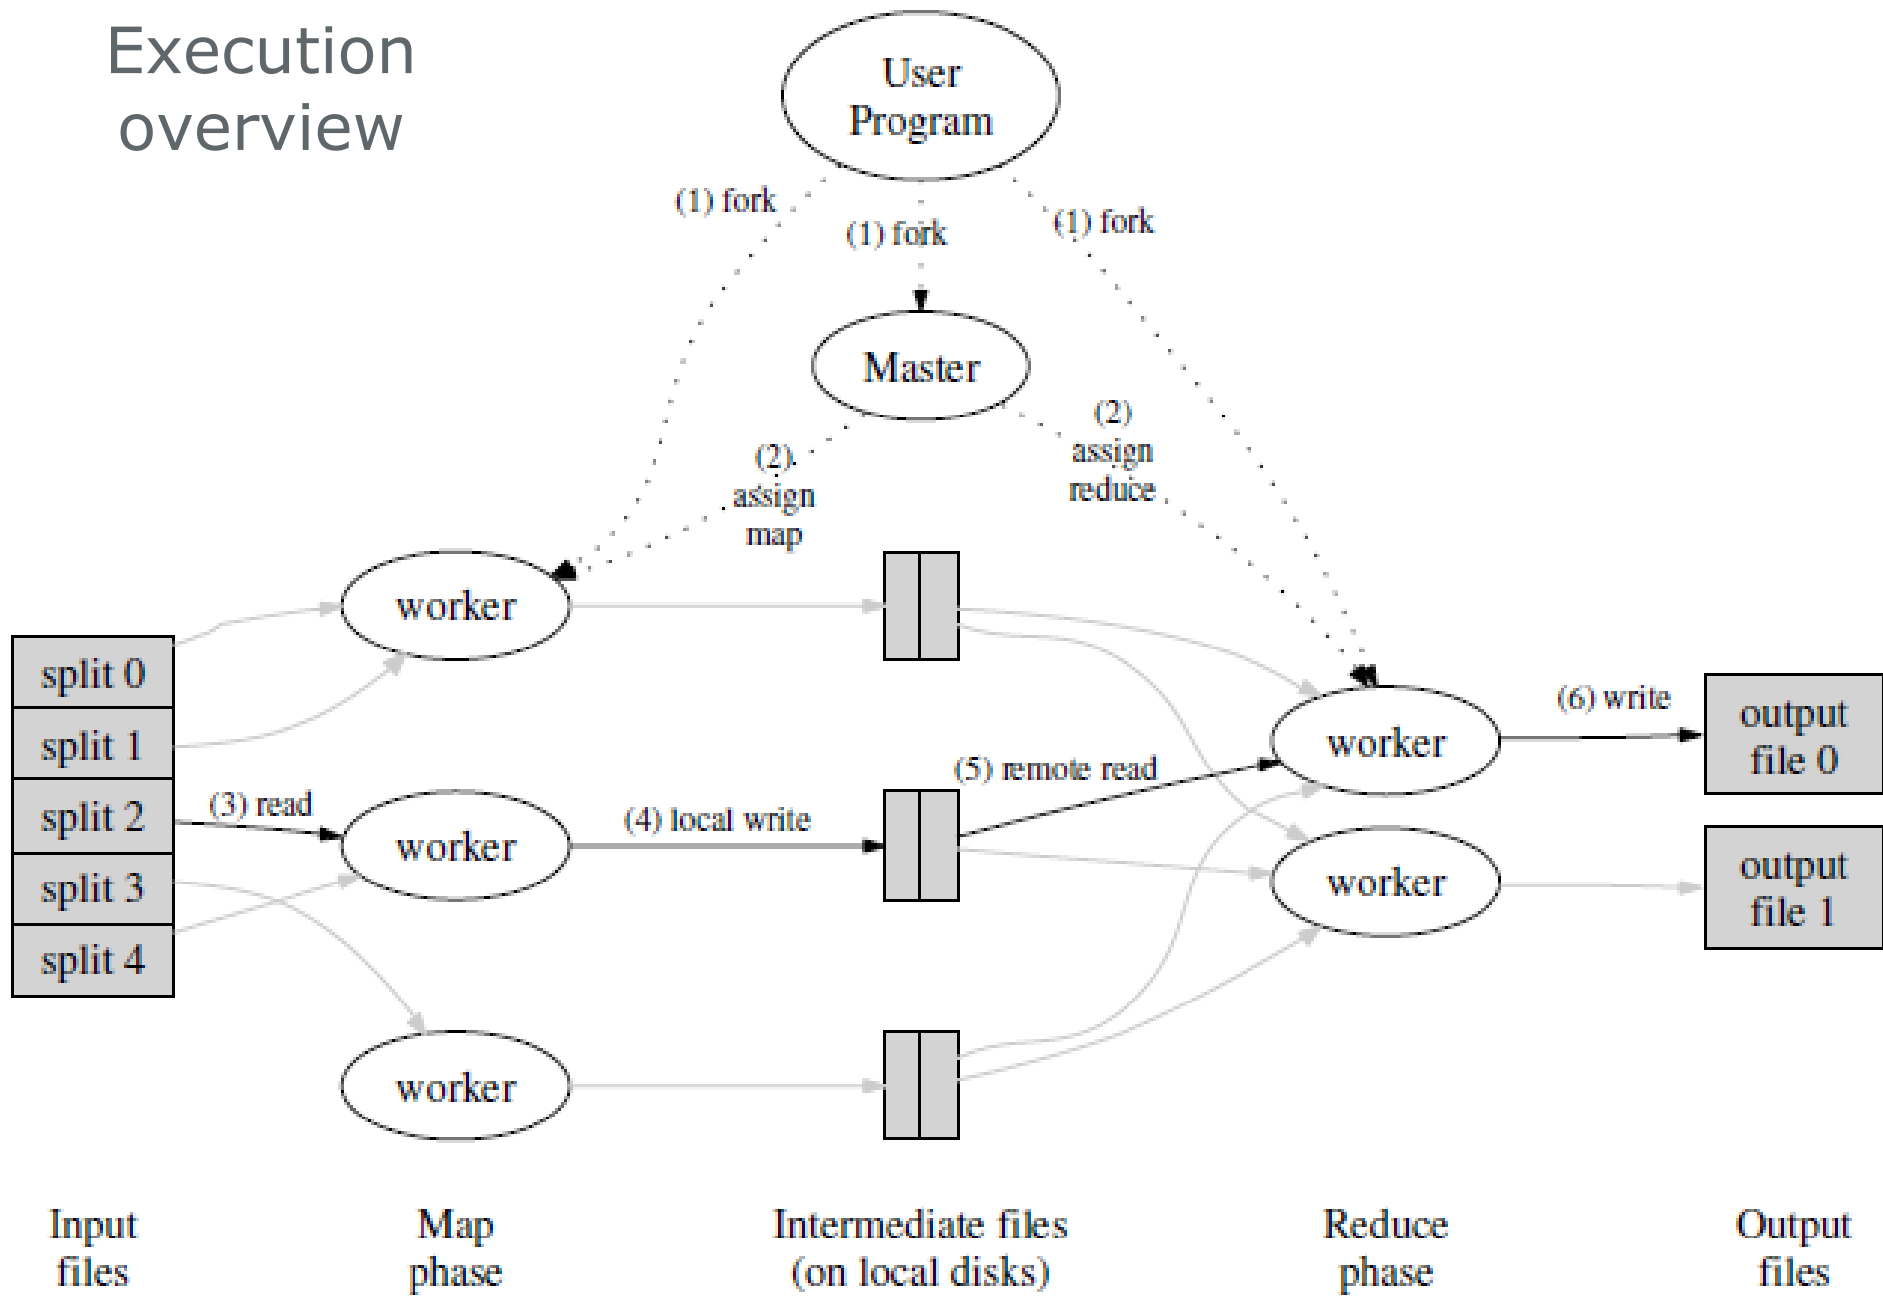 Execution
overview
User
Program
(1) fork
(1) fork
(1) fork
Master
(2)
assign
map
(2)
assign
reduce
worker
split 0
split 1
split 2
split 3
split 4
(3) read
worker
(4) local write
worker
(5) remote read
worker
(6) write
worker
output
file 0
output
file 1
Input
files
Map
phase
Intermediate files
(on local disks)
Reduce
phase
Output
files